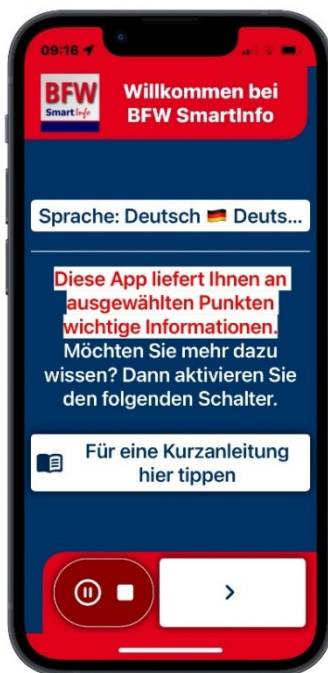 09:16
BFW
SmartInfo
Willkommen bei
BFW SmartInfo
Sprache: Deutsch 🇩🇪 Deuts...
Diese App liefert Ihnen an
ausgewählten Punkten
wichtige Informationen.
Möchten Sie mehr dazu
wissen? Dann aktivieren Sie
den folgenden Schalter.
Für eine Kurzanleitung
hier tippen